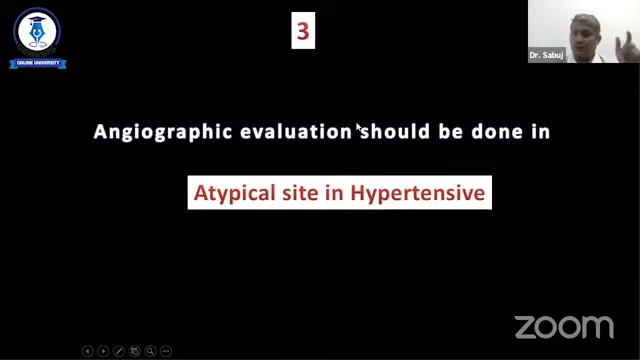 3
Dr. Sabuj
ONLINE UNIVERSITY
Angiographic evaluation should be done in
Atypical site in Hypertensive
zoom